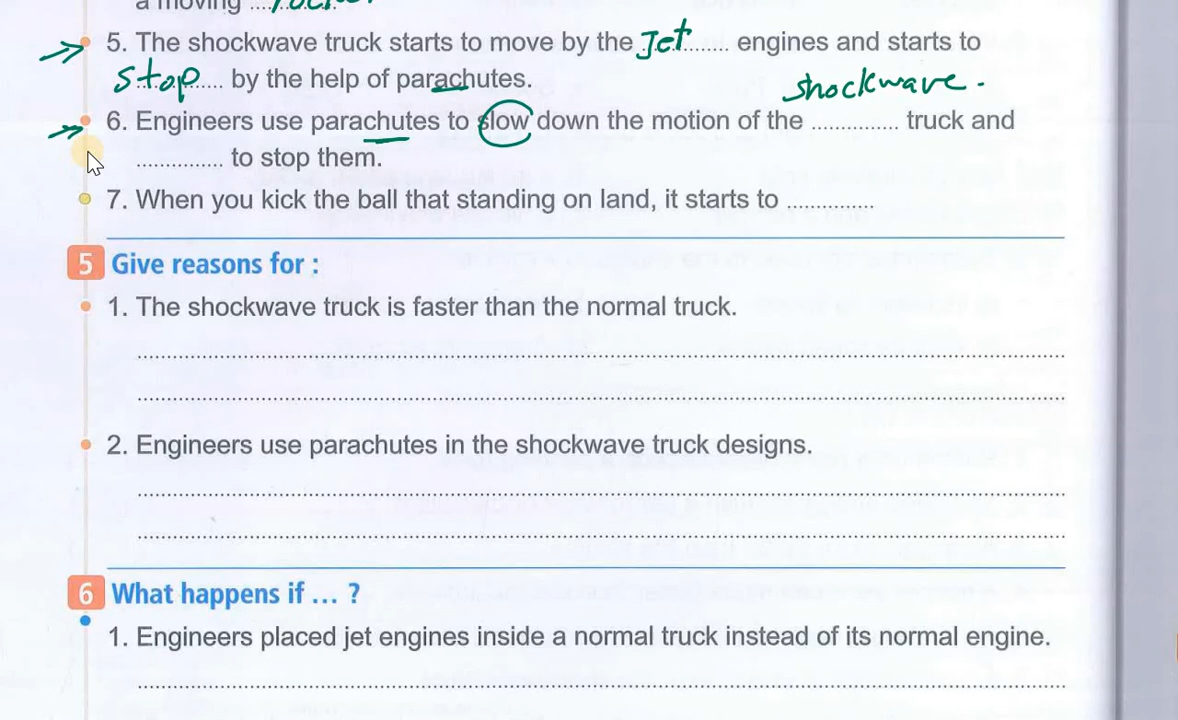 a moving ..............
5. The shockwave truck starts to move by the Jet engines and starts to
stop by the help of parachutes.
shockwave.
6. Engineers use parachutes to slow down the motion of the ............... truck and
............... to stop them.
7. When you kick the ball that standing on land, it starts to ...............
5 Give reasons for :
1. The shockwave truck is faster than the normal truck.
2. Engineers use parachutes in the shockwave truck designs.
6 What happens if ... ?
1. Engineers placed jet engines inside a normal truck instead of its normal engine.